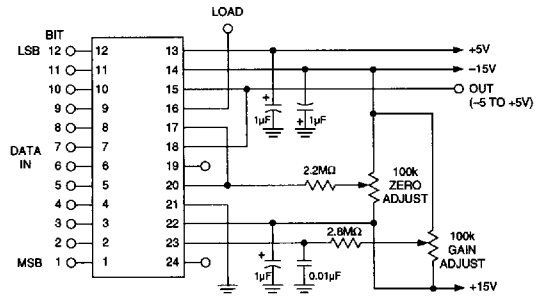 LOAD
BIT
LSB 12 12 13 +5V
11 11 14 –15V
10 10 15 OUT
(–5 TO +5V)
9 9 16
1µF 1µF
8 8 17
DATA IN
7 7 18
6 6 19
2.2MΩ
100k
ZERO
ADJUST
5 5 20
4 4 21
3 3 22
2.8MΩ
2 2 23
100k
GAIN
ADJUST
MSB 1 1 24
1µF 0.01µF
+15V